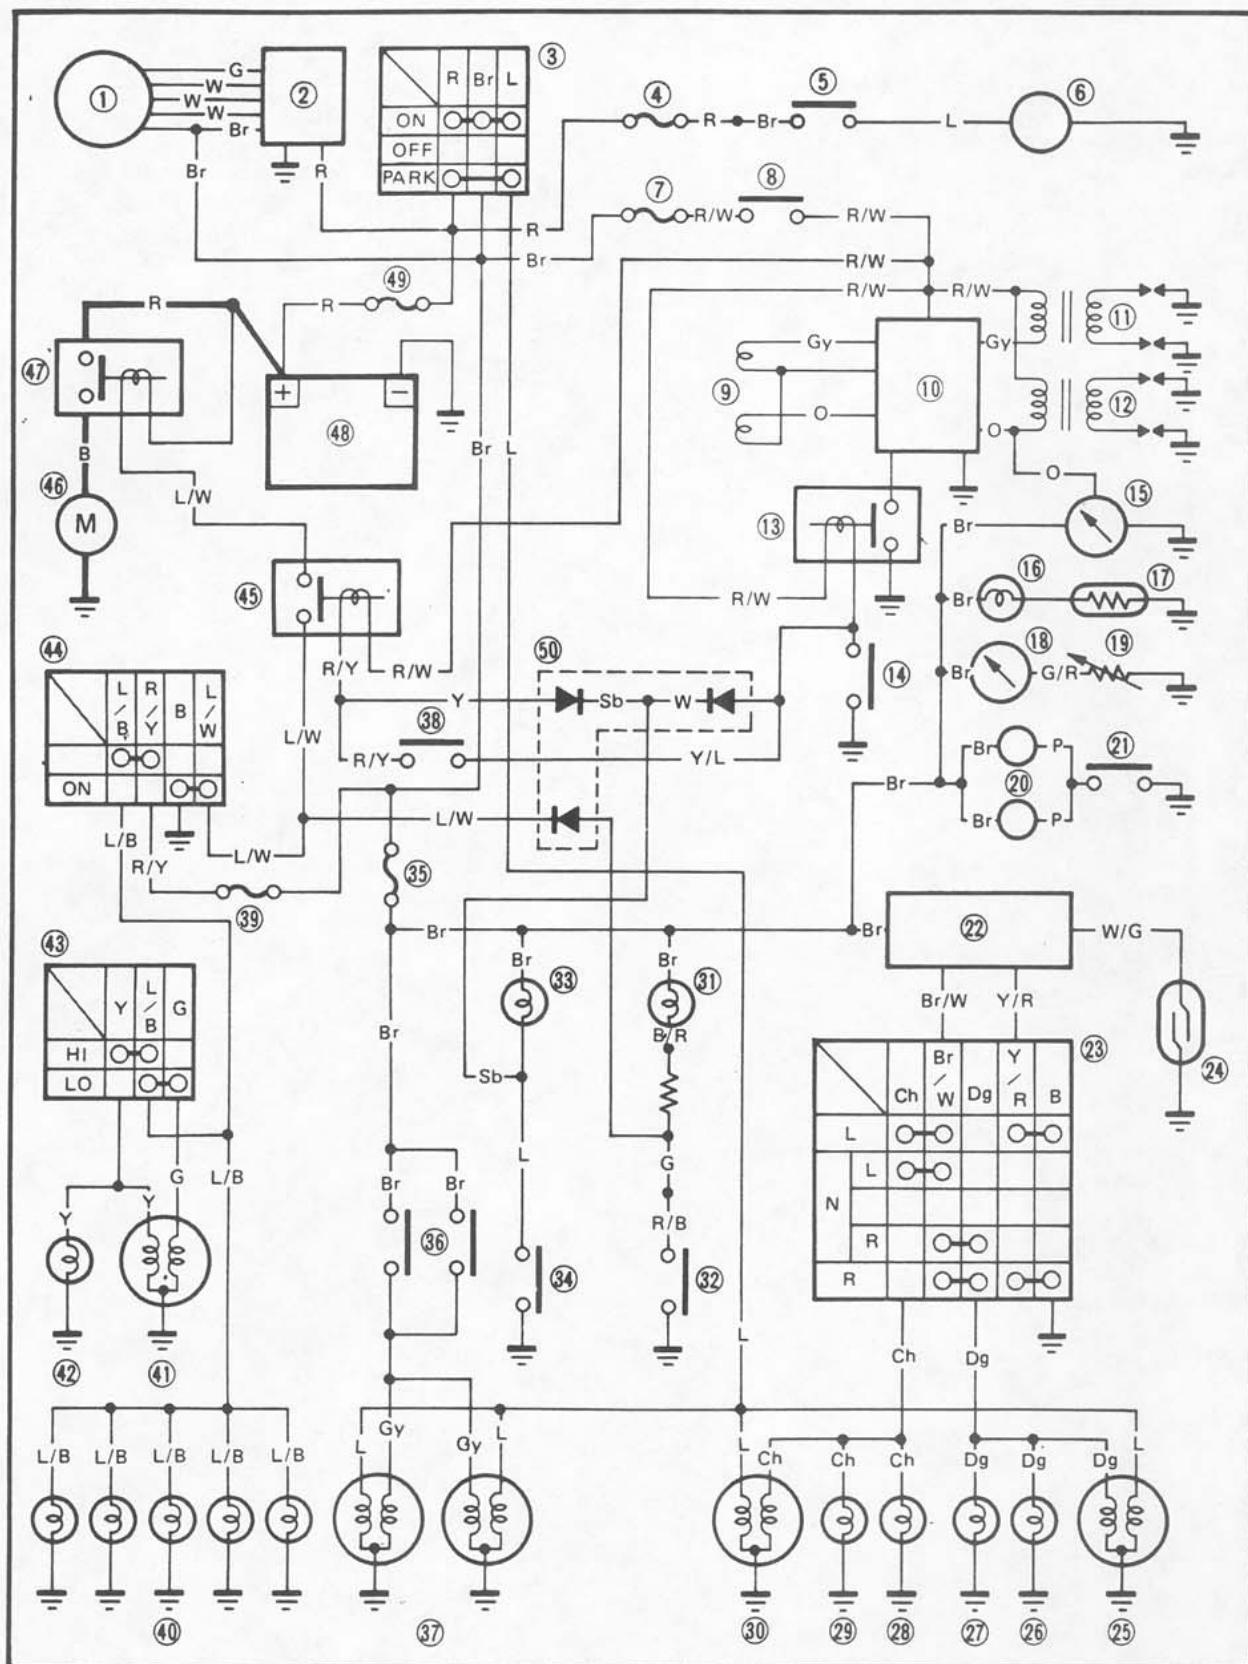 ① G ② ③
W
W
W
Br
R Br L
ON
OFF
PARK
④ R Br ⑤ L ⑥
Br R
⑦ R/W ⑧ R/W
R
Br
R/W
R/W R/W
㊾
R
R
㊼
+ −
㊽
Gy Gy ⑪
⑨ ⑩
O O ⑫
O
B
㊻
M
L/W
Br L
⑬
Br ⑮
㊺
R/W
Br ⑯ ⑰
R/Y R/W
Br ⑱ G/R ⑲
㊹
L/B R/Y B L/W
ON
㊿
Y Sb W
⑭
L/W
R/Y ㊳ Y/L
Br P ㉑
⑳
Br P
Br
L/B
R/Y
L/W
L/W
㊴
㉟
㊸
Y L/B G
HI
LO
Br
Br ㉒ W/G
Br ㉝ Br ㉛
Br/W Y/R
Br
B/R
Sb
㉔
㉓
Ch Br/W Dg Y/R B
L
N L
R
R
L G
G L/B
Y Y
Br Br
㊱
R/B
㉞ ㉜
㊷ ㊶
L
Ch Dg
L/B L/B L/B L/B L/B
L Gy Gy L
L Ch Ch Ch Dg Dg Dg L
㊵ ㊲ ㉚ ㉙ ㉘ ㉗ ㉖ ㉕